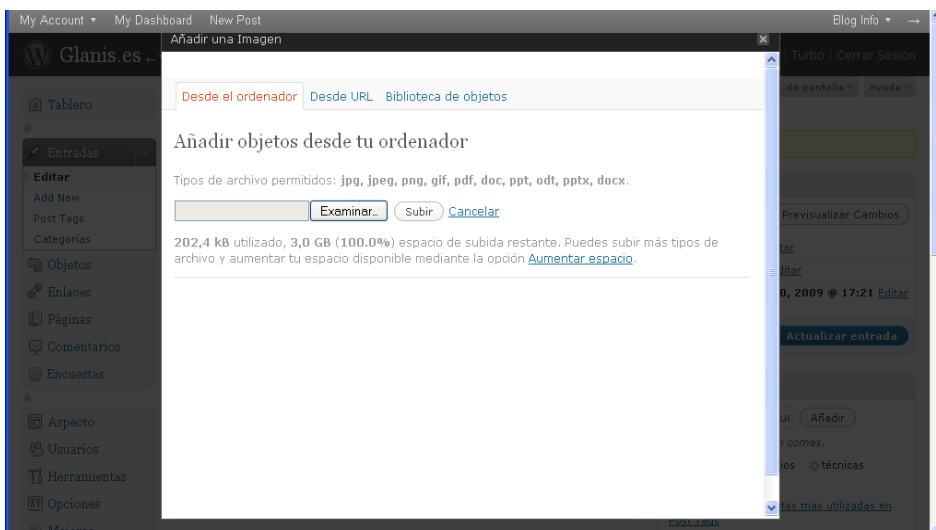 My Account My Dashboard New Post Blog Info →
Añadir una Imagen
Glanis.es ← Turbo | Cerrar Sesión
Desde el ordenador Desde URL Biblioteca de objetos
de pantalla Ayuda
Tablero
Añadir objetos desde tu ordenador
Entradas
Tipos de archivo permitidos: jpg, jpeg, png, gif, pdf, doc, ppt, odt, pptx, docx.
Editar
Add New
Examinar... Subir Cancelar
Previsualizar Cambios
Post Tags
Categorías
202,4 kB utilizado, 3,0 GB (100.0%) espacio de subida restante. Puedes subir más tipos de
archivo y aumentar tu espacio disponible mediante la opción Aumentar espacio.
Objetos
Enlaces
0, 2009 @ 17:21 Editar
Páginas
Actualizar entrada
Comentarios
Encuestas
Aspecto
Añadir
Usuarios
comas.
Herramientas
técnicas
Opciones
mas utilizadas en
Post Tags